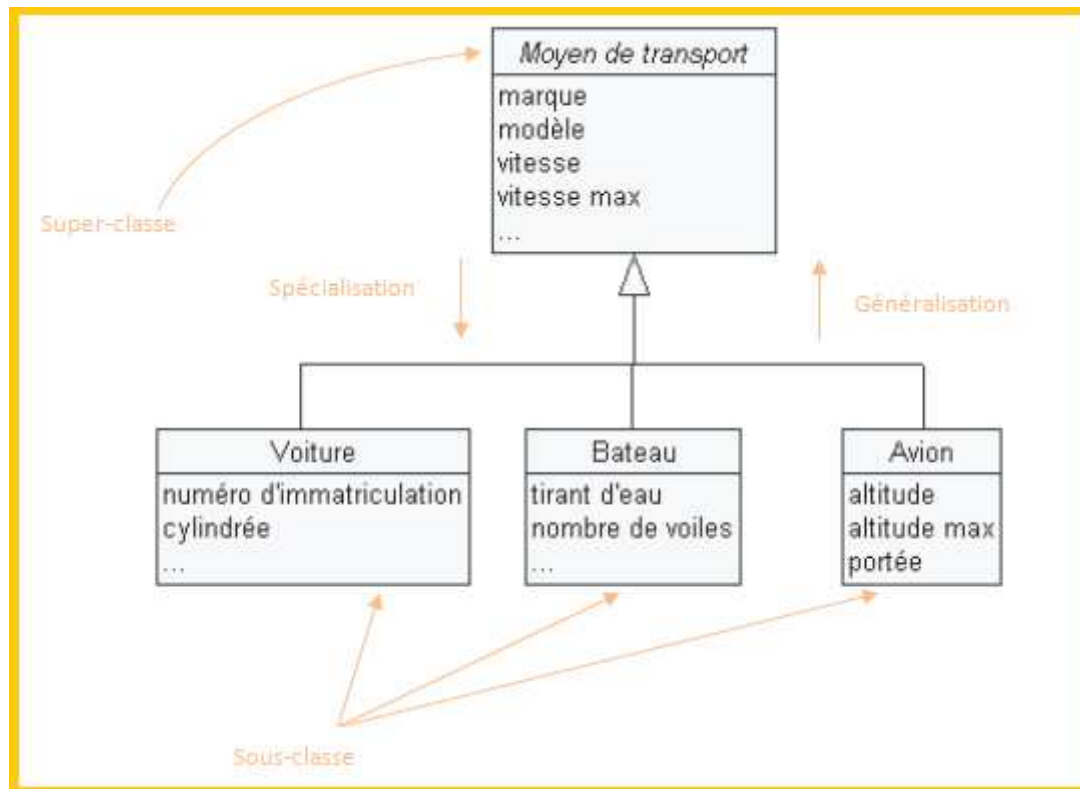 Moyen de transport
marque
modèle
vitesse
vitesse max
...
Super-classe
Spécialisation
Généralisation
Voiture
numéro d'immatriculation
cylindrée
...
Bateau
tirant d'eau
nombre de voiles
...
Avion
altitude
altitude max
portée
Sous-classe